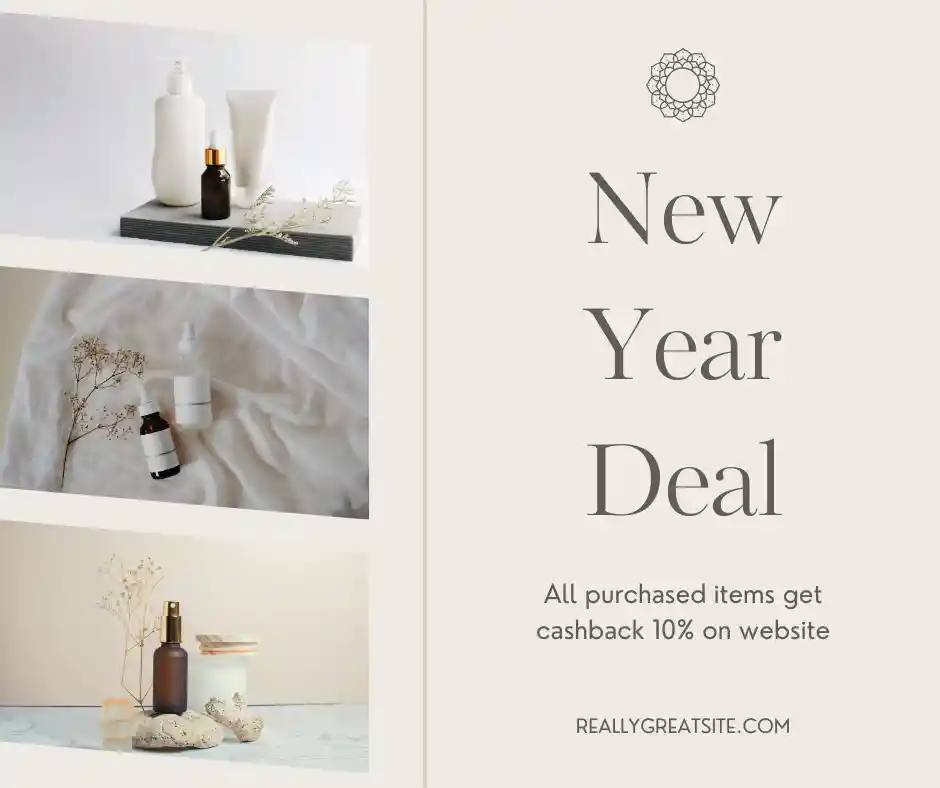 New
Year
Deal
All purchased items get
cashback 10% on website
REALLYGREATSITE.COM